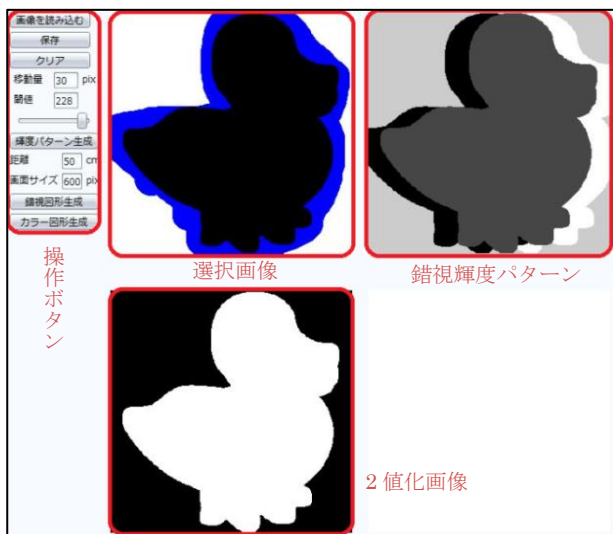 画像を読み込む
保存
クリア
移動量 30 pix
閾値 228
輝度パターン生成
距離 50 cm
画面サイズ 600 pix
錯視図形生成
カラー図形生成
操作ボタン
選択画像
錯視輝度パターン
2値化画像